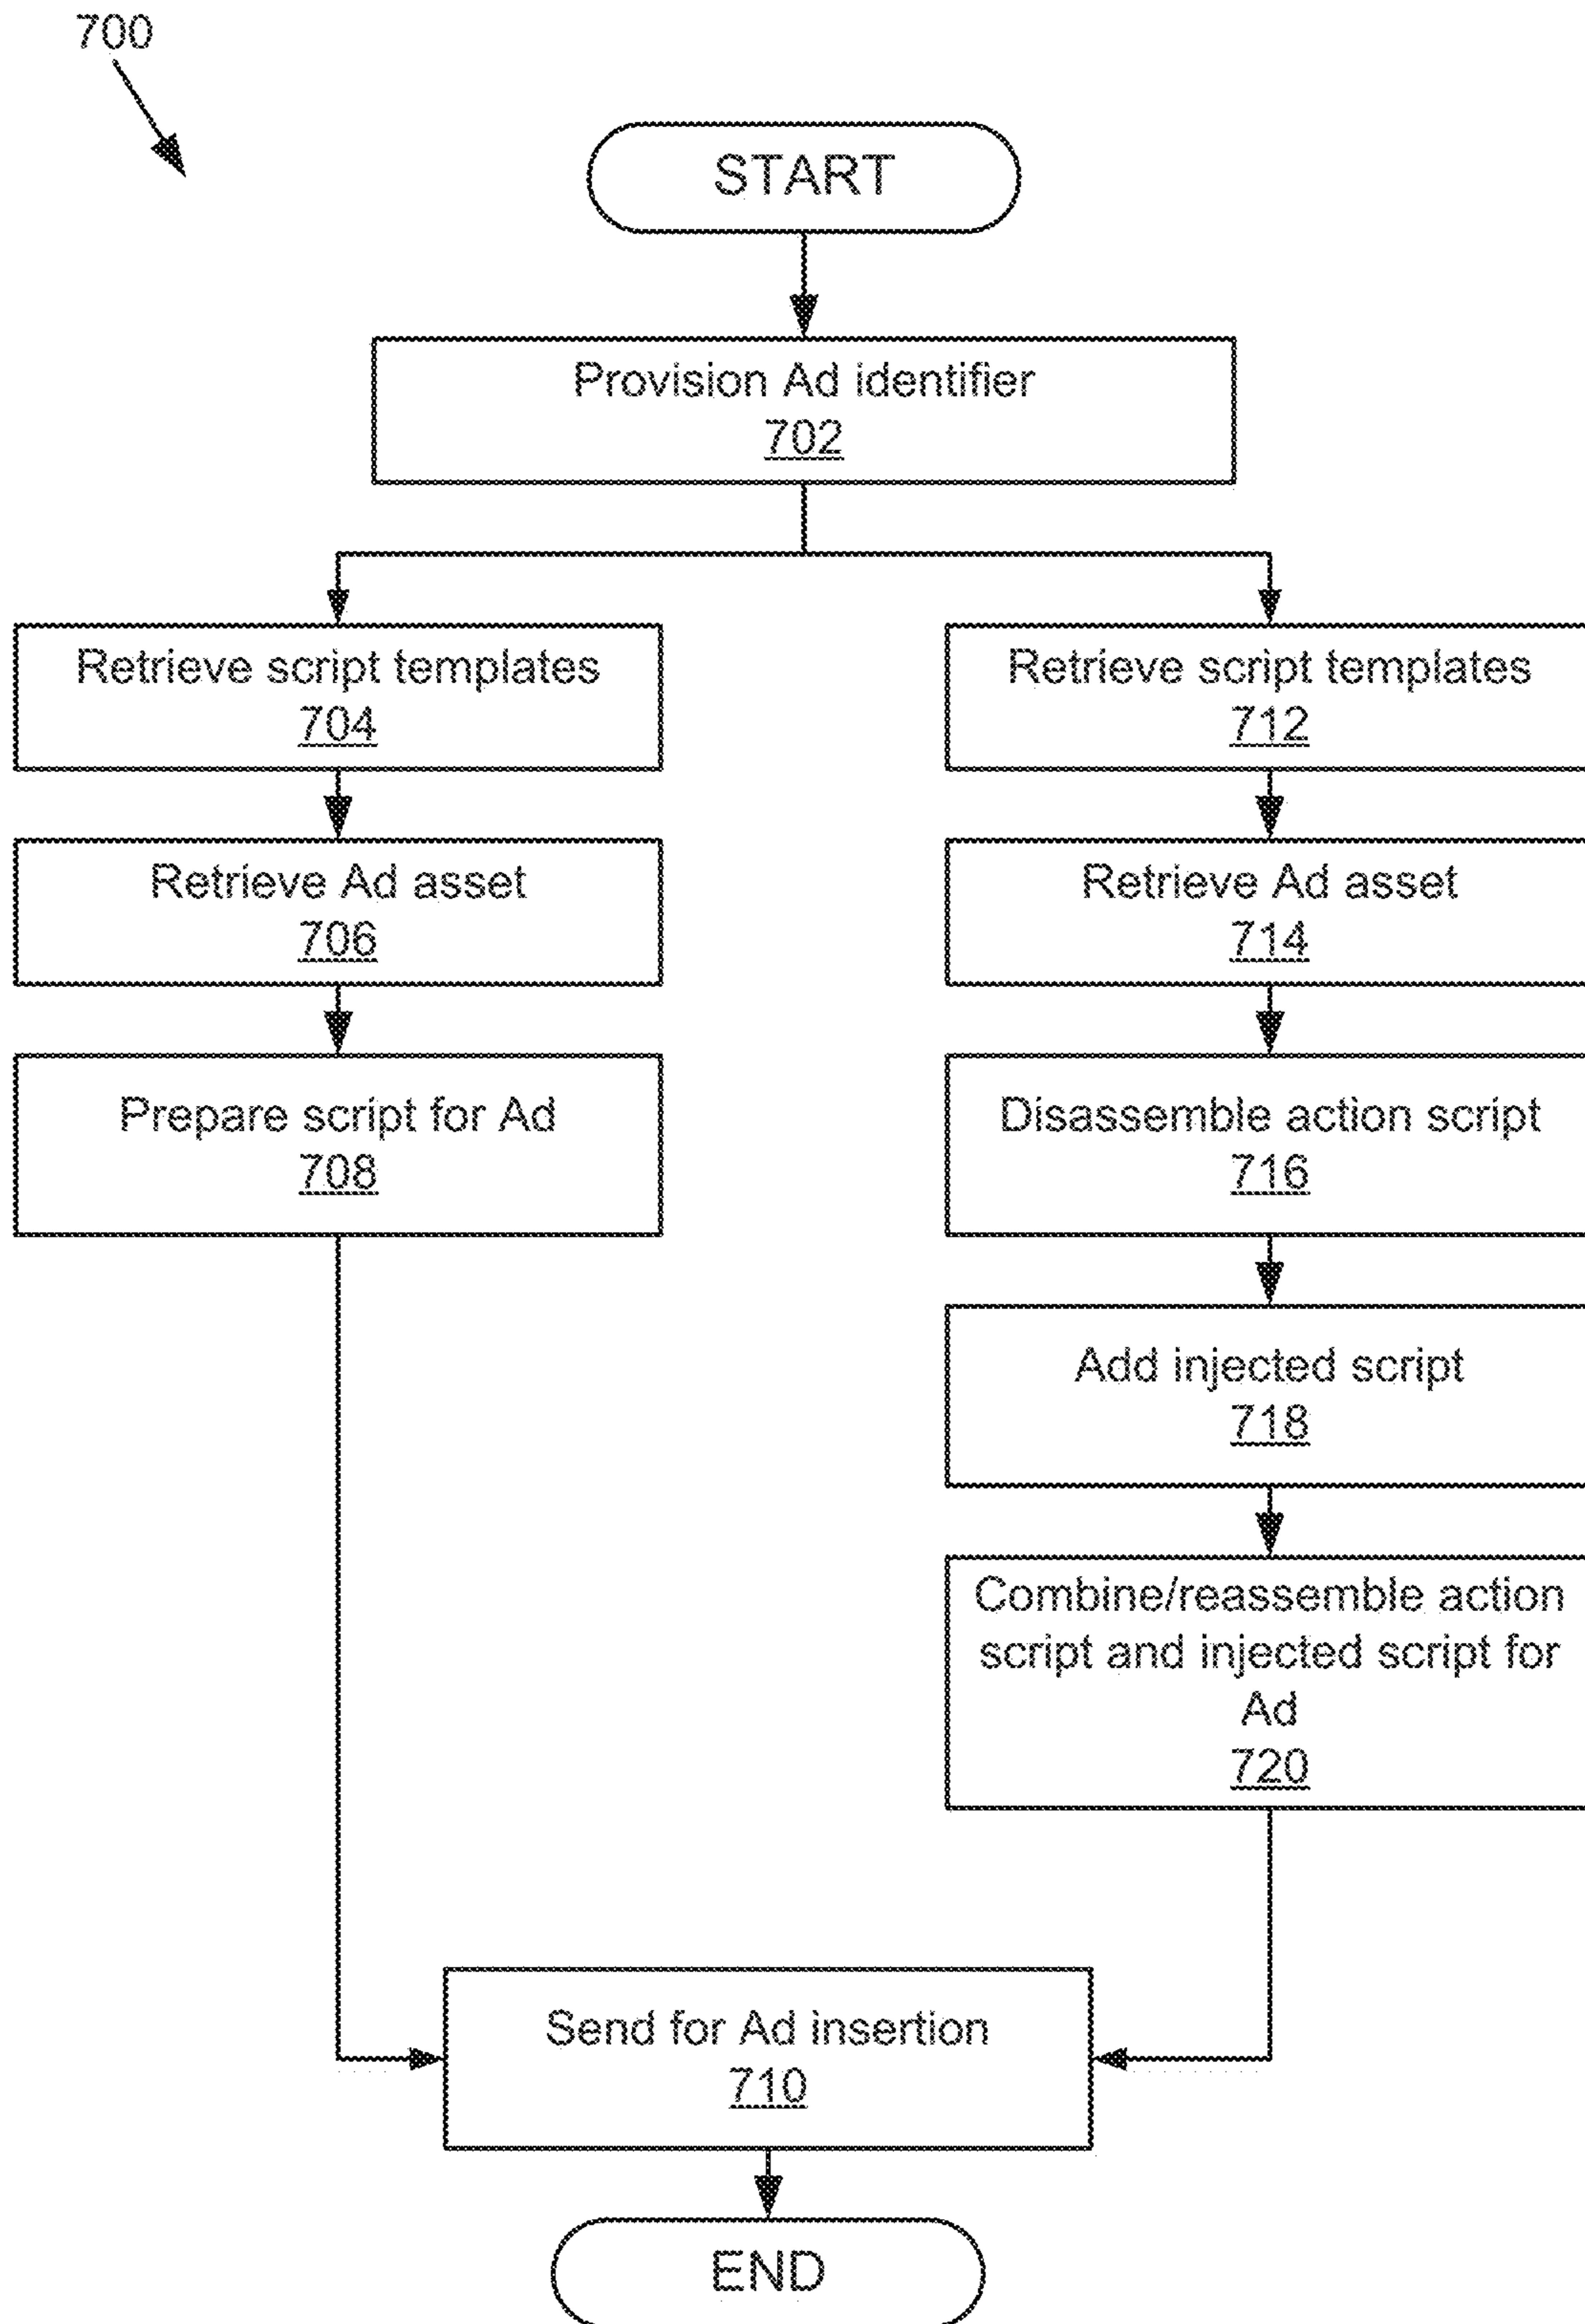 700
START
Provision Ad identifier
702
Retrieve script templates
704
Retrieve Ad asset
706
Prepare script for Ad
708
Retrieve script templates
712
Retrieve Ad asset
714
Disassemble action script
716
Add injected script
718
Combine/reassemble action
script and injected script for
Ad
720
Send for Ad insertion
710
END